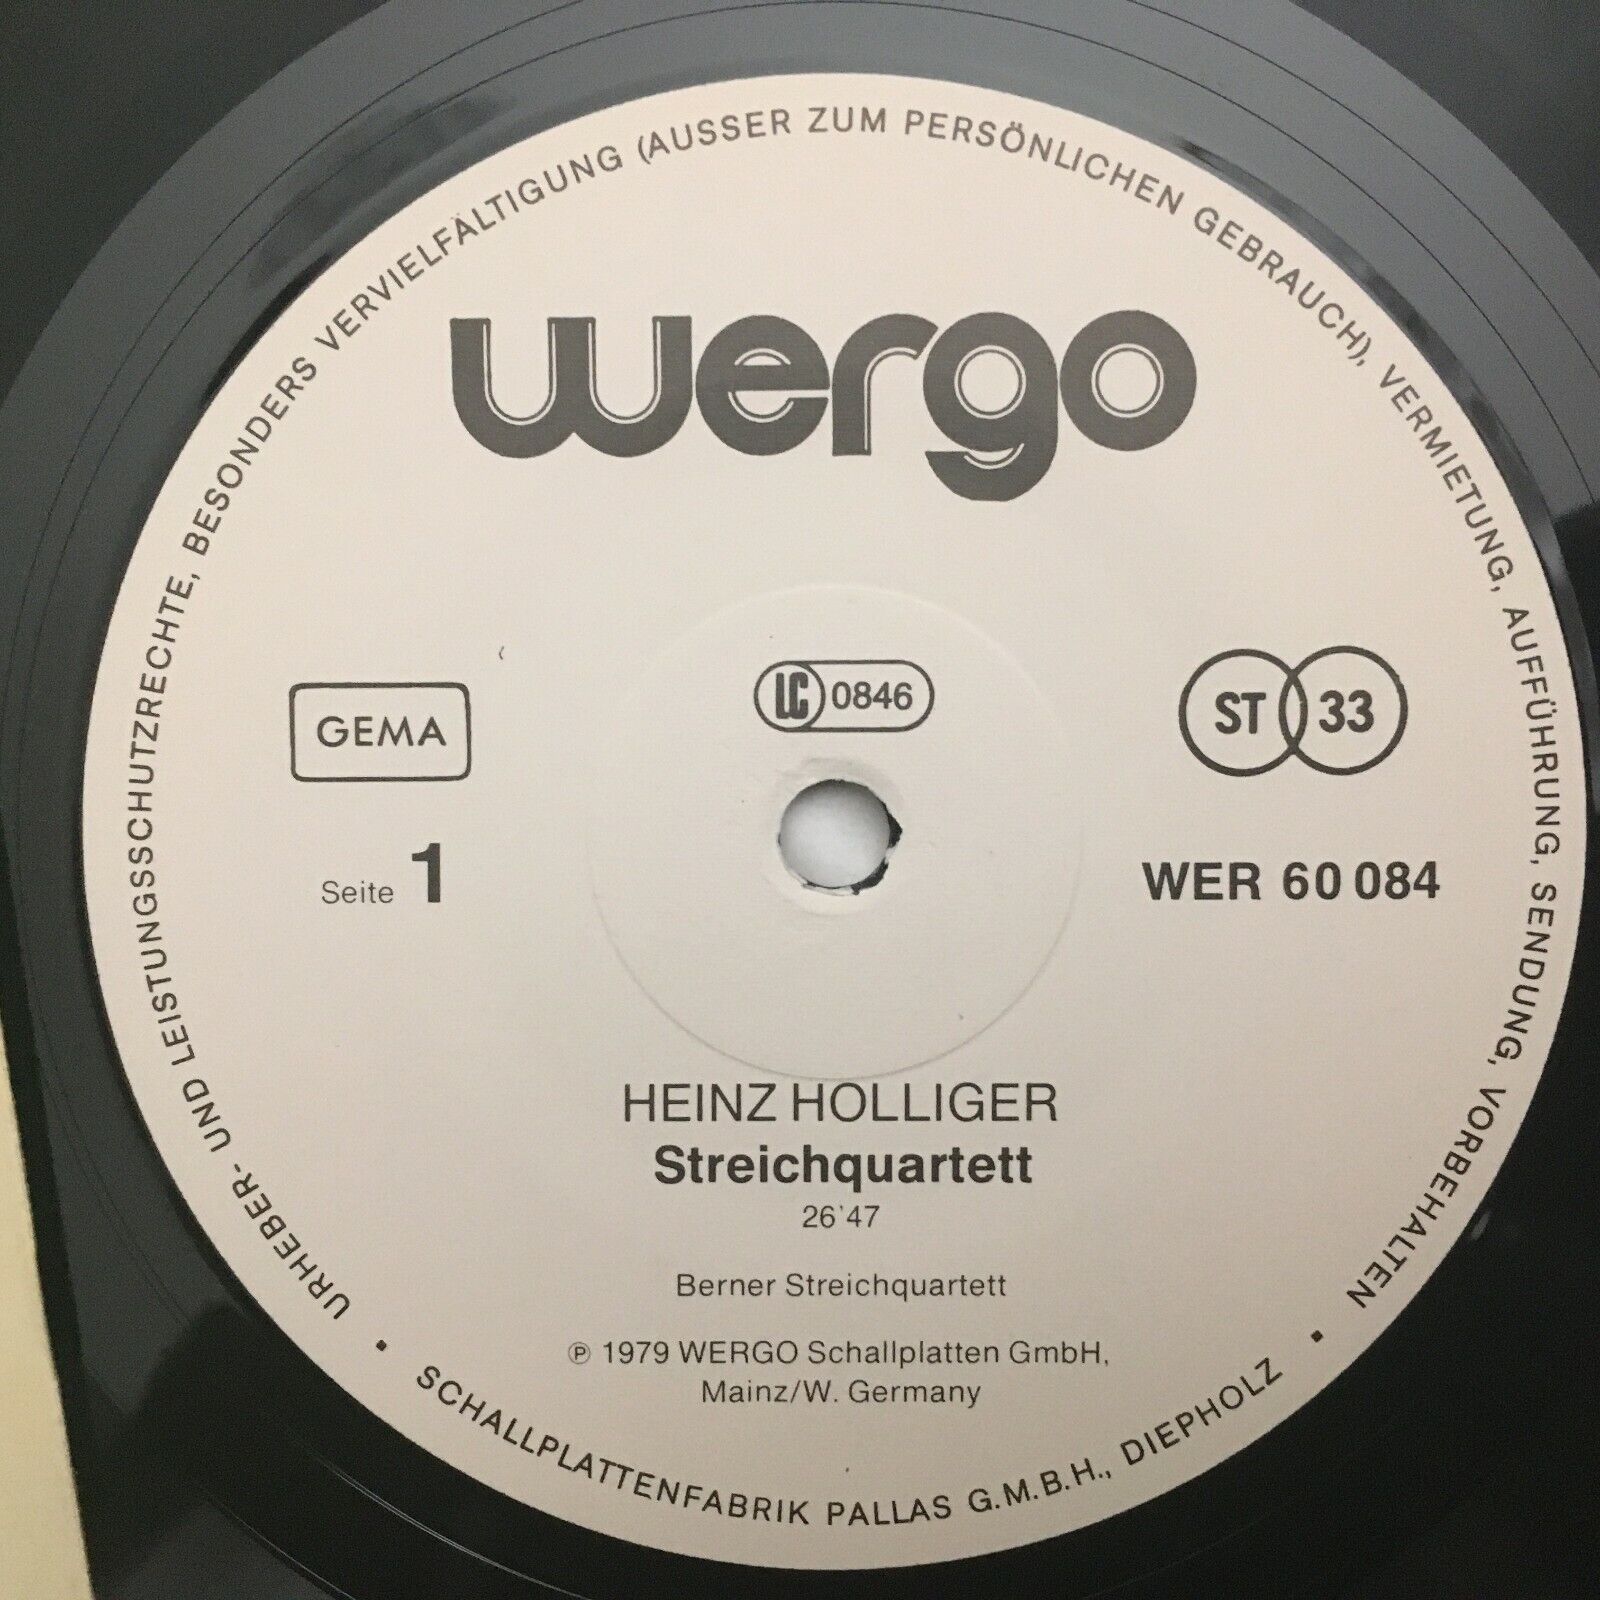 URHEBER- UND LEISTUNGSSCHUTZRECHTE, BESONDERS VERVIELFÄLTIGUNG (AUSSER ZUM PERSÖNLICHEN GEBRAUCH), VERMIETUNG, AUFFÜHRUNG, SENDUNG, VORBEHALTEN
wergo
GEMA
LC 0846
ST 33
Seite 1
WER 60 084
HEINZ HOLLIGER
Streichquartett
26'47
Berner Streichquartett
℗ 1979 WERGO Schallplatten GmbH,
Mainz/W. Germany
• SCHALLPLATTENFABRIK PALLAS G.M.B.H., DIEPHOLZ •